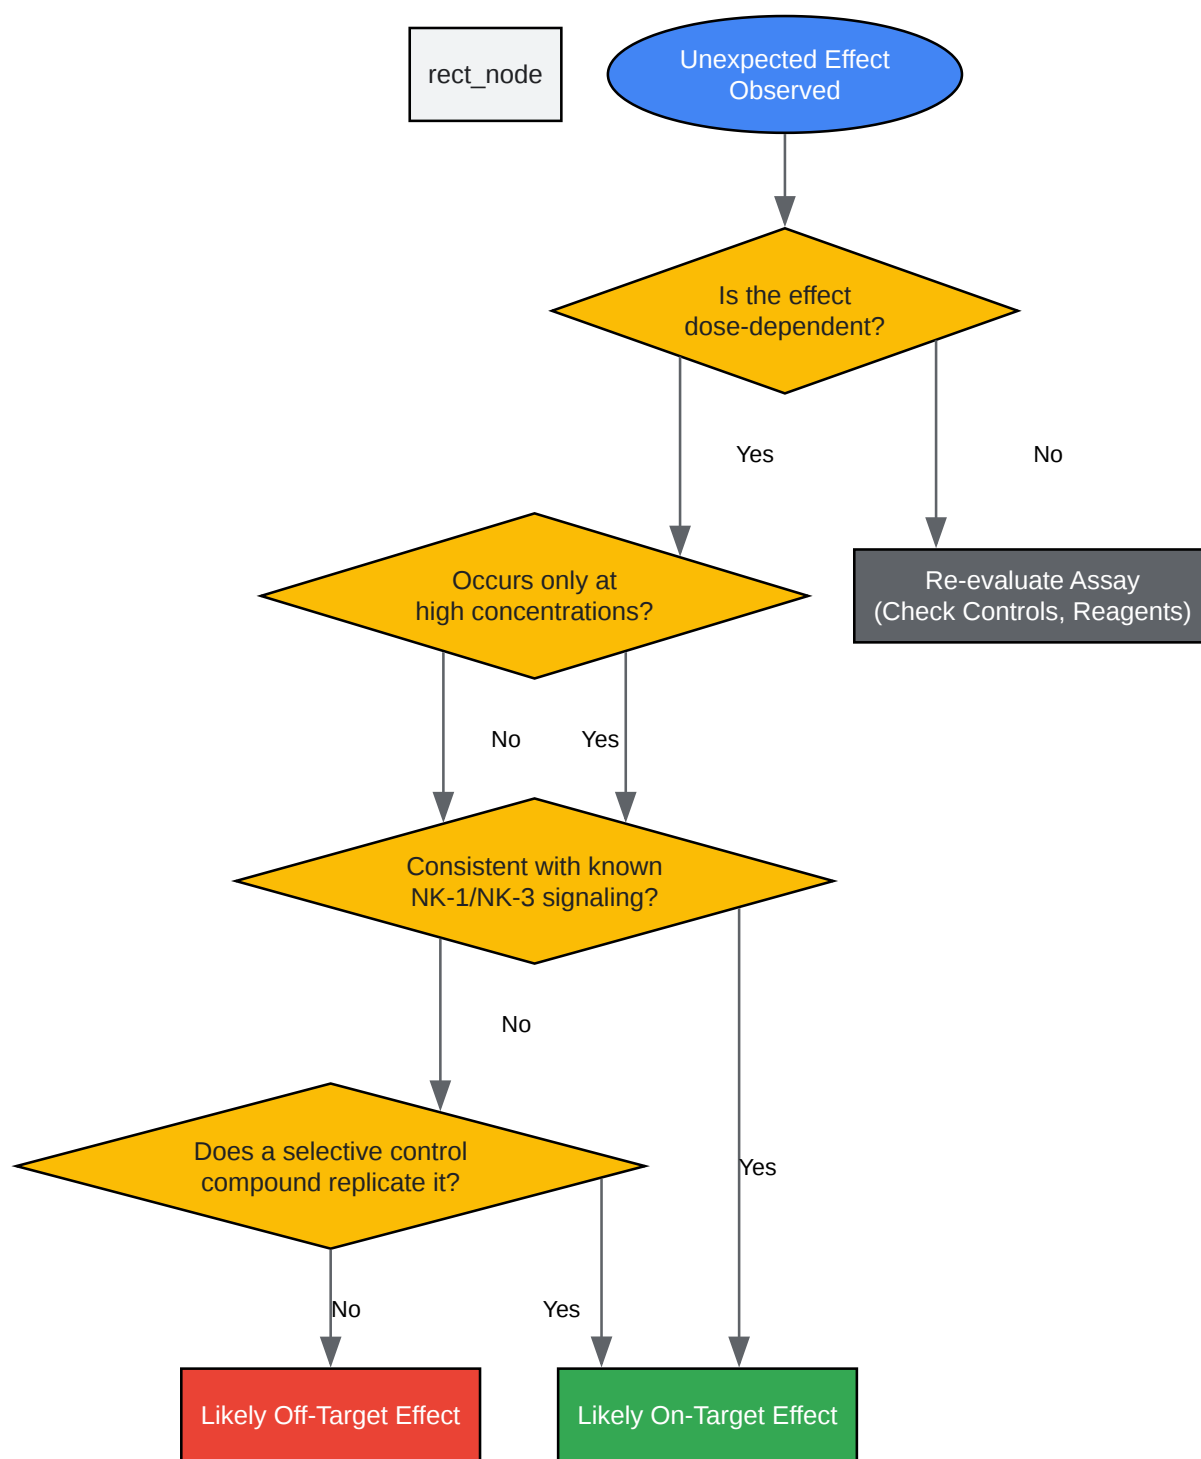 rect_node
Unexpected Effect
Observed
Is the effect
dose-dependent?
Yes
No
Occurs only at
high concentrations?
Re-evaluate Assay
(Check Controls, Reagents)
No
Yes
Consistent with known
NK-1/NK-3 signaling?
No
Does a selective control
compound replicate it?
Yes
No
Yes
Likely Off-Target Effect
Likely On-Target Effect